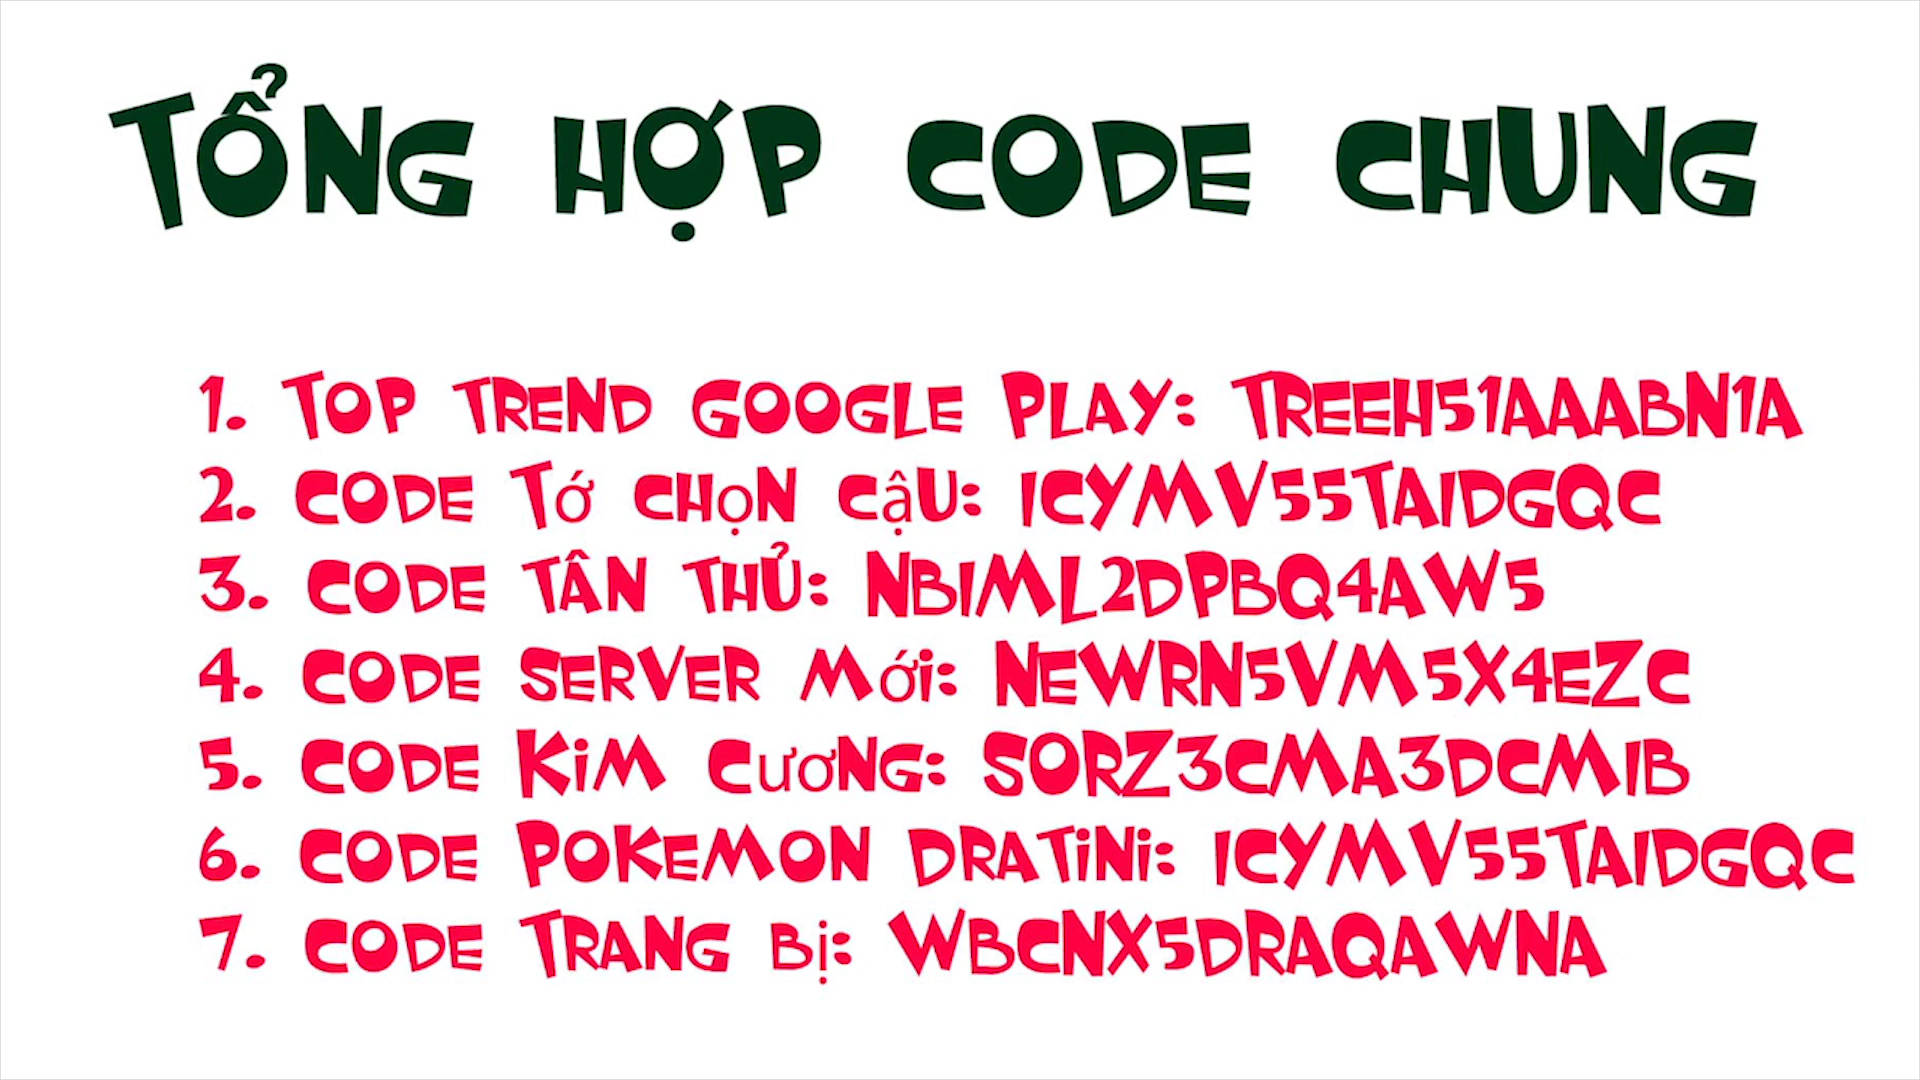 TỔNG HỢP CODE CHUNG
1. TOP TREND GOOGLE PLAY: TREEH51AAABN1A
2. CODE TỚ CHỌN CẬU: ICYMV55TAIDGQC
3. CODE TÂN THỦ: NBIML2DPBQ4AW5
4. CODE SERVER MỚI: NEWRN5VM5X4EZC
5. CODE KIM CƯƠNG: SORZ3CMA3DCMIB
6. CODE POKEMON DRATINI: ICYMV55TAIDGQC
7. CODE TRANG BỊ: WBCNX5DRAQAWNA